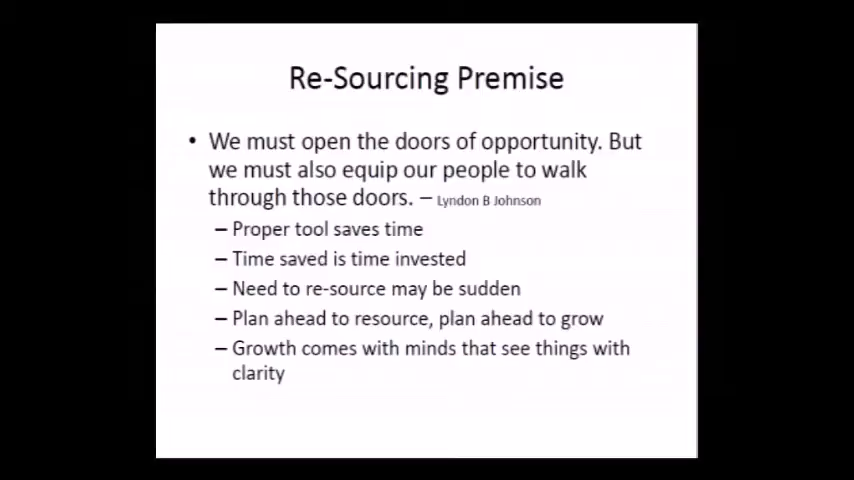 Re-Sourcing Premise
• We must open the doors of opportunity. But
we must also equip our people to walk
through those doors. – Lyndon B Johnson
– Proper tool saves time
– Time saved is time invested
– Need to re-source may be sudden
– Plan ahead to resource, plan ahead to grow
– Growth comes with minds that see things with
clarity